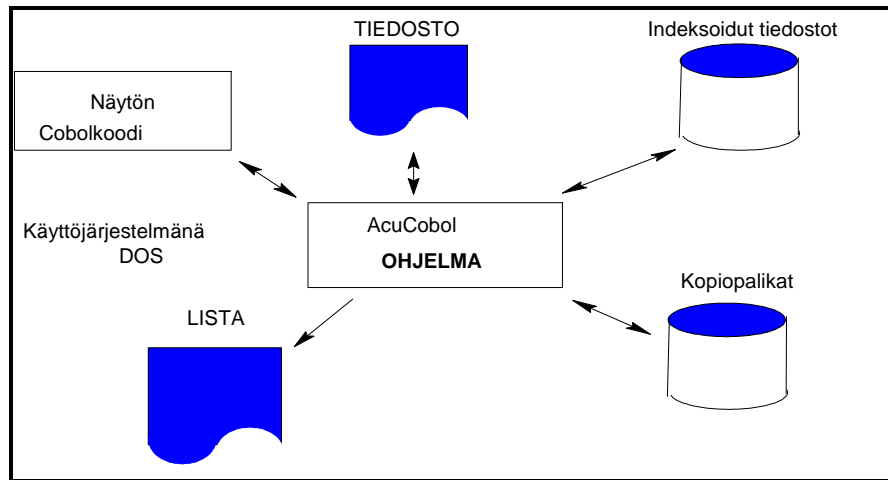 TIEDOSTO
Indeksoidut tiedostot
Näytön
Cobolkoodi
Käyttöjärjestelmänä
DOS
AcuCobol
OHJELMA
LISTA
Kopiopalikat